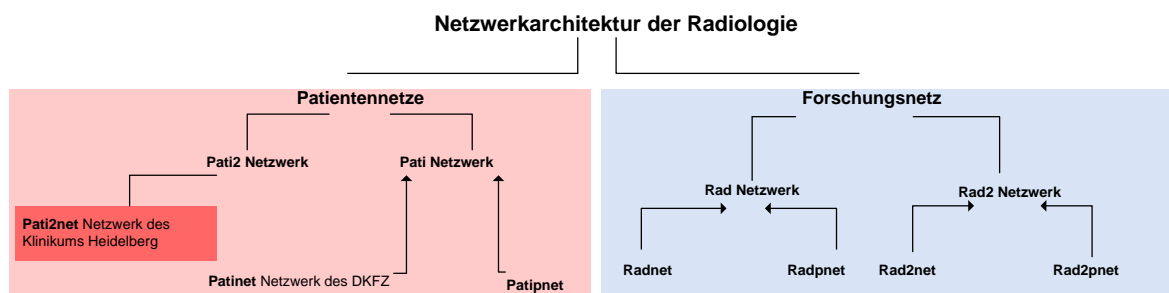 Netzwerkarchitektur der Radiologie
Patientennetze
Forschungsnetz
Pati2 Netzwerk
Pati Netzwerk
Rad Netzwerk
Rad2 Netzwerk
Pati2net Netzwerk des
Klinikums Heidelberg
Patinet Netzwerk des DKFZ
Patipnet
Radnet
Radpnet
Rad2net
Rad2pnet